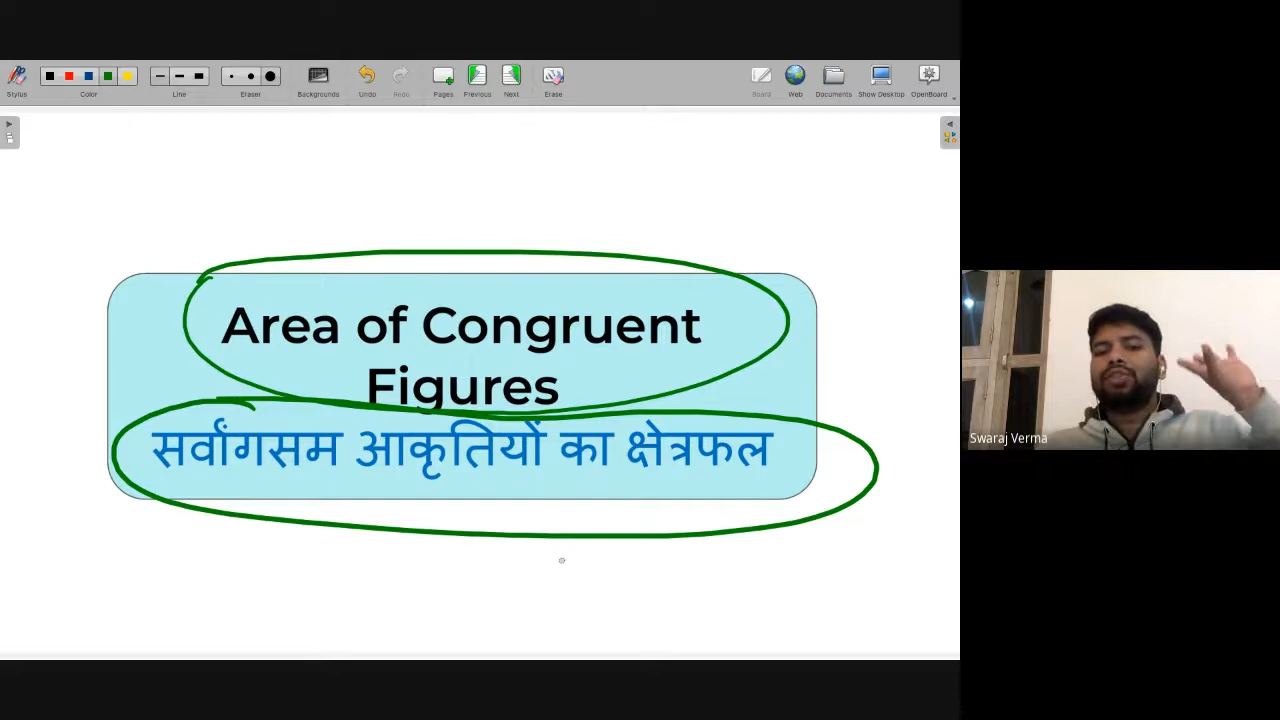 Stylus
Color
Line
Eraser
Backgrounds
Undo
Redo
Pages
Previous
Next
Erase
Board
Web
Documents
Show Desktop
OpenBoard
Area of Congruent
Figures
सर्वांगसम आकृतियों का क्षेत्रफल
Swaraj Verma